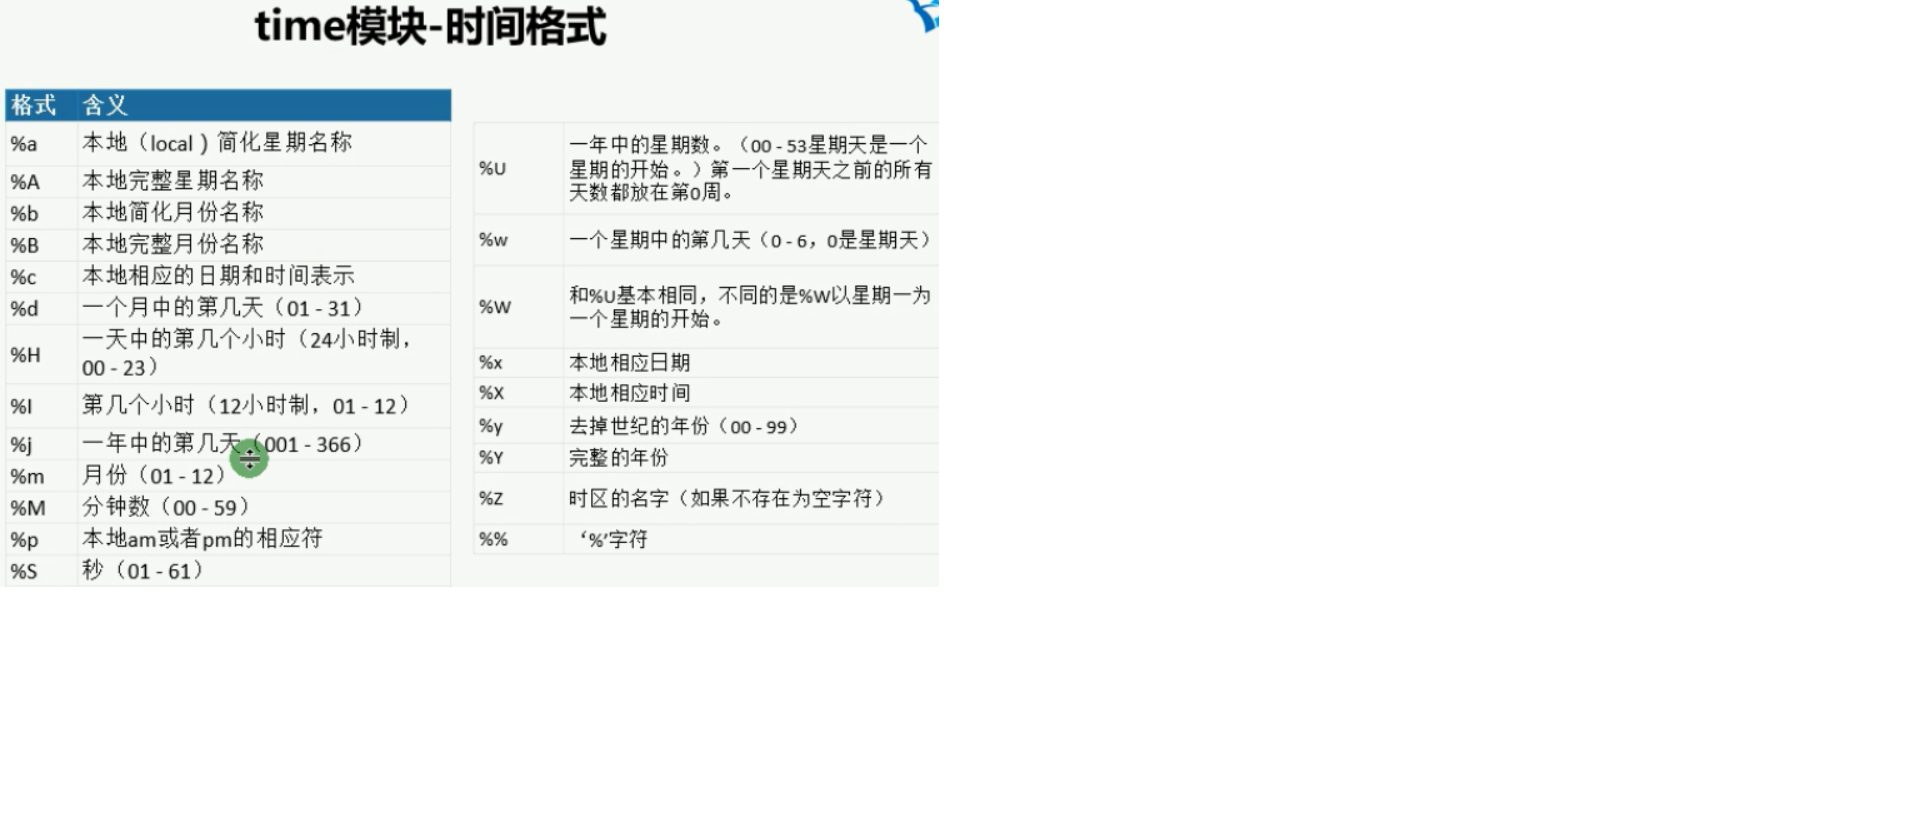 time模块-时间格式
格式 含义
%a 本地（local）简化星期名称
%A 本地完整星期名称
%b 本地简化月份名称
%B 本地完整月份名称
%c 本地相应的日期和时间表示
%d 一个月中的第几天（01 - 31）
%H 一天中的第几个小时（24小时制，
00 - 23）
%I 第几个小时（12小时制，01 - 12）
%j 一年中的第几天（001 - 366）
%m 月份（01 - 12）
%M 分钟数（00 - 59）
%p 本地am或者pm的相应符
%S 秒（01 - 61）
%U 一年中的星期数。（00 - 53星期天是一个
星期的开始。）第一个星期天之前的所有
天数都放在第0周。
%w 一个星期中的第几天（0 - 6，0是星期天）
%W 和%U基本相同，不同的是%W以星期一为
一个星期的开始。
%x 本地相应日期
%X 本地相应时间
%y 去掉世纪的年份（00 - 99）
%Y 完整的年份
%Z 时区的名字（如果不存在为空字符）
%% ‘%’字符